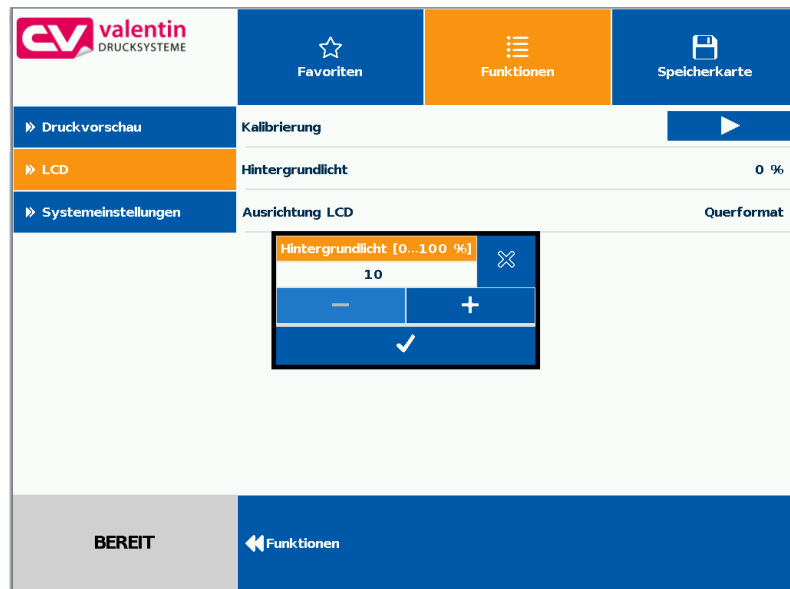 valentin
DRUCKSYSTEME
Favoriten
Funktionen
Speicherkarte
Druckvorschau
Kalibrierung
LCD
Hintergrundlicht
0 %
Systemeinstellungen
Ausrichtung LCD
Querformat
Hintergrundlicht [0...100 %]
10
BEREIT
Funktionen